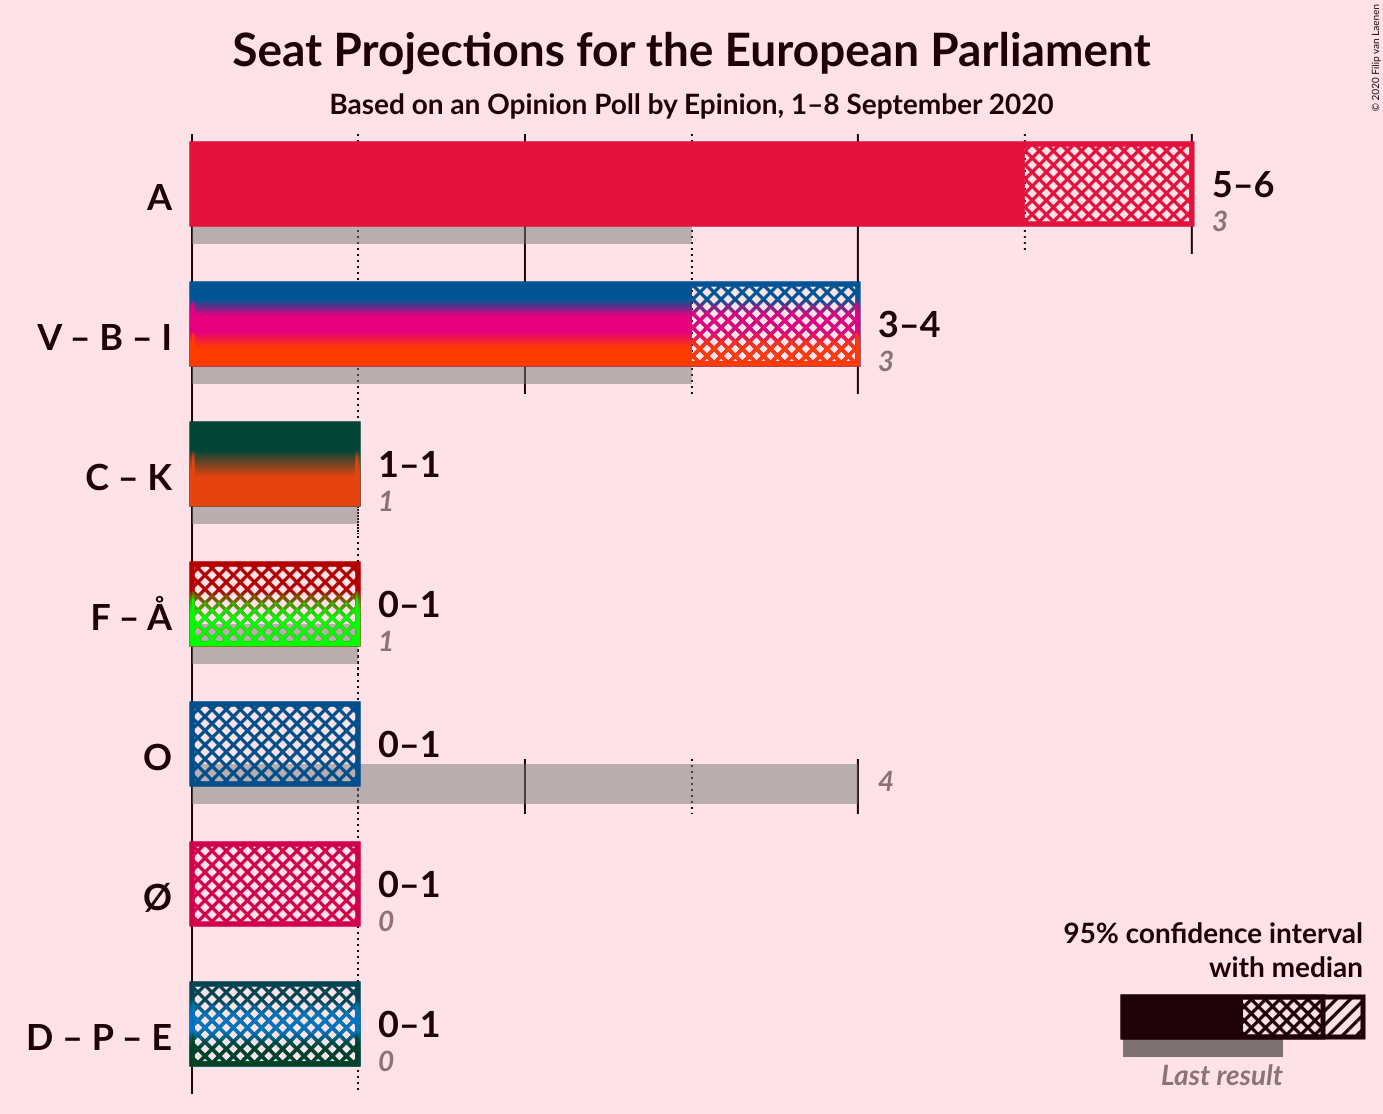 Seat Projections for the European Parliament
Based on an Opinion Poll by Epinion, 1–8 September 2020
© 2020 Filip van Laenen
A
5–6
3
V – B – I
3–4
3
C – K
1–1
1
F – Å
0–1
1
O
0–1
4
Ø
0–1
0
D – P – E
0–1
0
95% confidence interval
with median
Last result